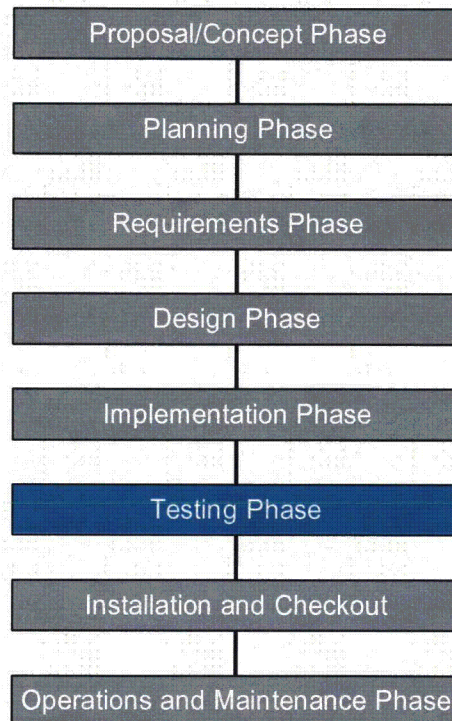 Proposal/Concept Phase
Planning Phase
Requirements Phase
Design Phase
Implementation Phase
Testing Phase
Installation and Checkout
Operations and Maintenance Phase